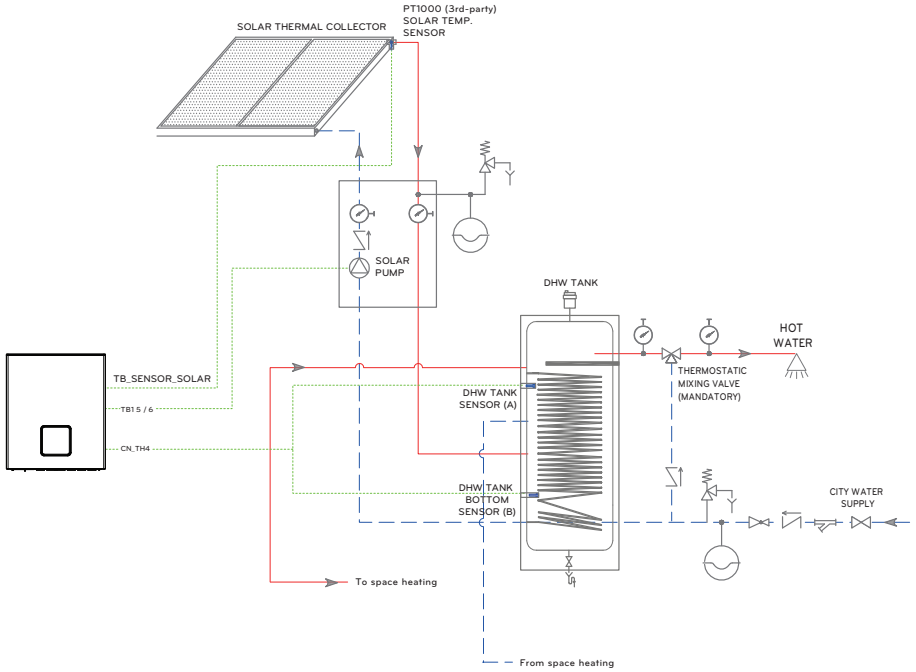 PT1000 (3rd-party)
SOLAR TEMP.
SENSOR
SOLAR THERMAL COLLECTOR
SOLAR
PUMP
DHW TANK
HOT
WATER
THERMOSTATIC
MIXING VALVE
(MANDATORY)
TB_SENSOR_SOLAR
DHW TANK
SENSOR (A)
TB15 / 6
CN_TH4
DHW TANK
BOTTOM
SENSOR (B)
CITY WATER
SUPPLY
To space heating
From space heating